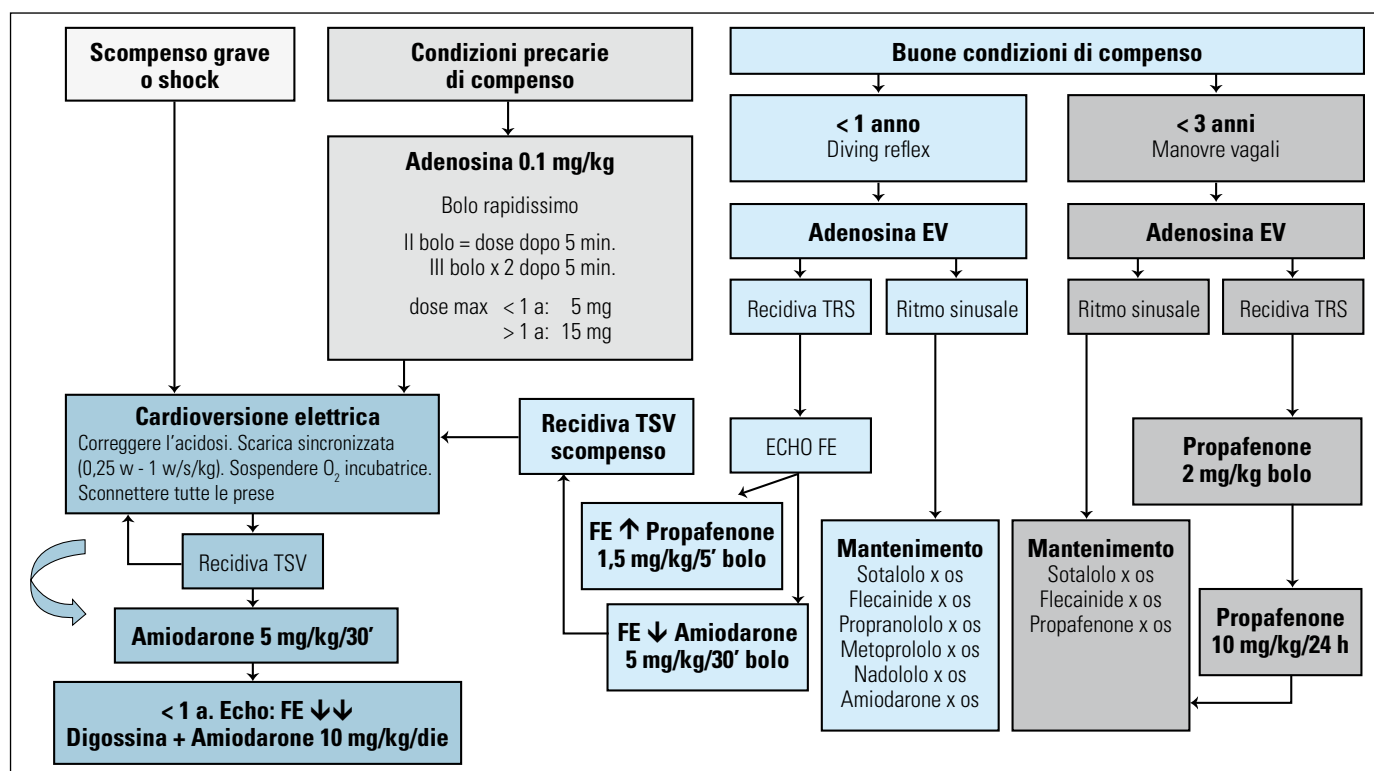 Scompenso grave
o shock
Condizioni precarie
di compenso
Buone condizioni di compenso
< 1 anno
Diving reflex
< 3 anni
Manovre vagali
Adenosina 0.1 mg/kg
Bolo rapidissimo
II bolo = dose dopo 5 min.
III bolo x 2 dopo 5 min.
dose max < 1 a: 5 mg
> 1 a: 15 mg
Adenosina EV
Adenosina EV
Recidiva TRS
Ritmo sinusale
Ritmo sinusale
Recidiva TRS
Cardioversione elettrica
Correggere l'acidosi. Scarica sincronizzata
(0,25 w - 1 w/s/kg). Sospendere O₂ incubatrice.
Sconnettere tutte le prese
Recidiva TSV
scompenso
ECHO FE
Propafenone
2 mg/kg bolo
FE ↑ Propafenone
1,5 mg/kg/5' bolo
Recidiva TSV
Mantenimento
Sotalolo x os
Flecainide x os
Propranololo x os
Metoprololo x os
Nadololo x os
Amiodarone x os
Mantenimento
Sotalolo x os
Flecainide x os
Propafenone x os
Propafenone
10 mg/kg/24 h
FE ↓ Amiodarone
5 mg/kg/30' bolo
Amiodarone 5 mg/kg/30'
< 1 a. Echo: FE ↓↓
Digossina + Amiodarone 10 mg/kg/die